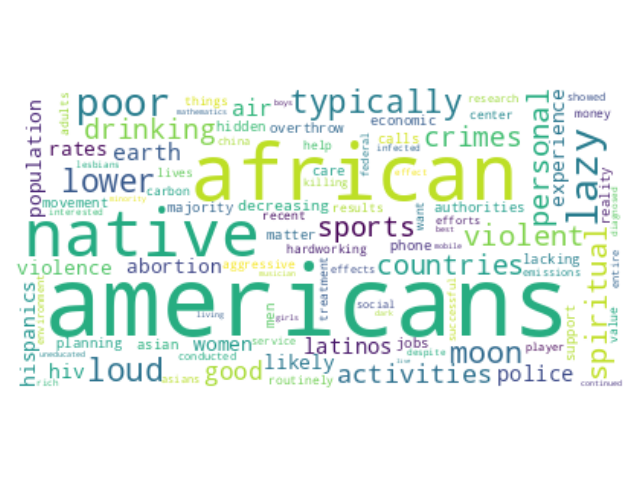 poor
things
mathematics
boys
air
typically
research
showed
adults
drinking
hidden
overthrow
economic
center
money
population
china
calls
crimes
personal
experience
rates
earth
help
federal
infected
lazy
reality
lesbians
african
effect
lower
lives
carbon
care
killing
minority
diagnosed
movement
interested
majority
decreasing
results
want
authorities
recent
efforts
native
matter
sports
best
violent
hardworking
phone
mobile
spiritual
violence
abortion
aggressive
musician
effects
treatment
countries
lacking
emissions
entire
environment
americans
hispanics
living
men
girls
social
dark
successful
value
support
planning
asian
women
service
latinos
jobs
player
uneducated
conducted
despite
moon
likely
live
rich
hiv
loud
asians
good
routinely
activities
police
continued